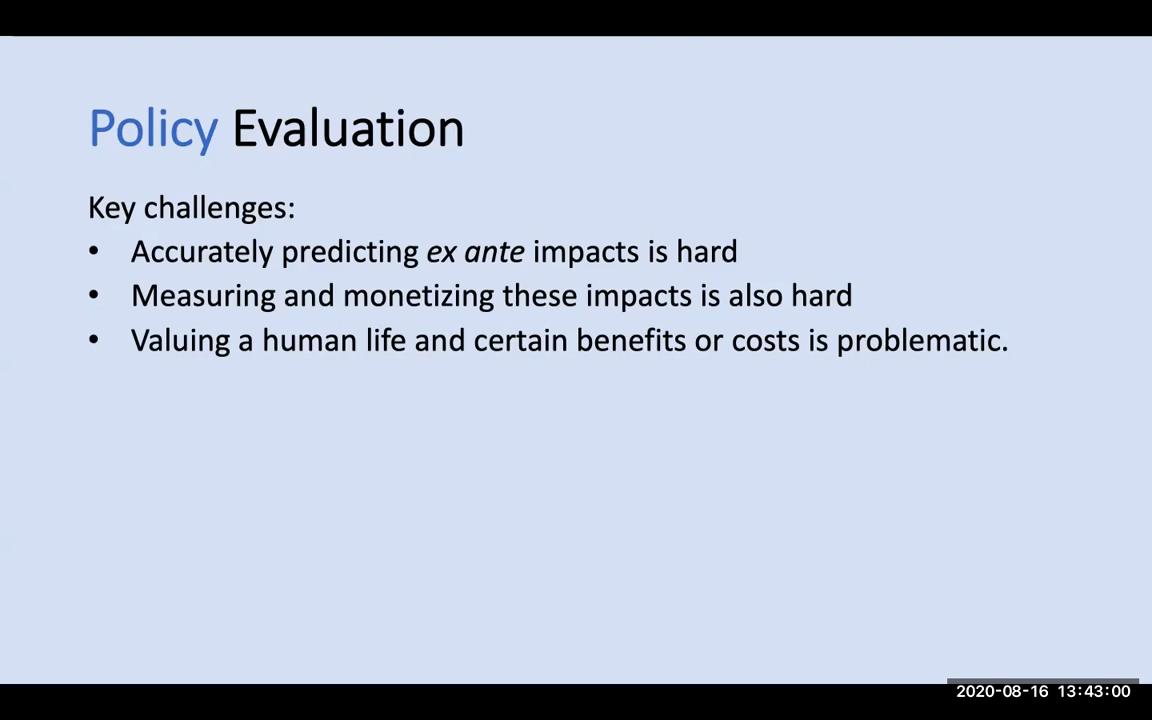 Policy Evaluation
Key challenges:
• Accurately predicting ex ante impacts is hard
• Measuring and monetizing these impacts is also hard
• Valuing a human life and certain benefits or costs is problematic.
2020-08-16 13:43:00